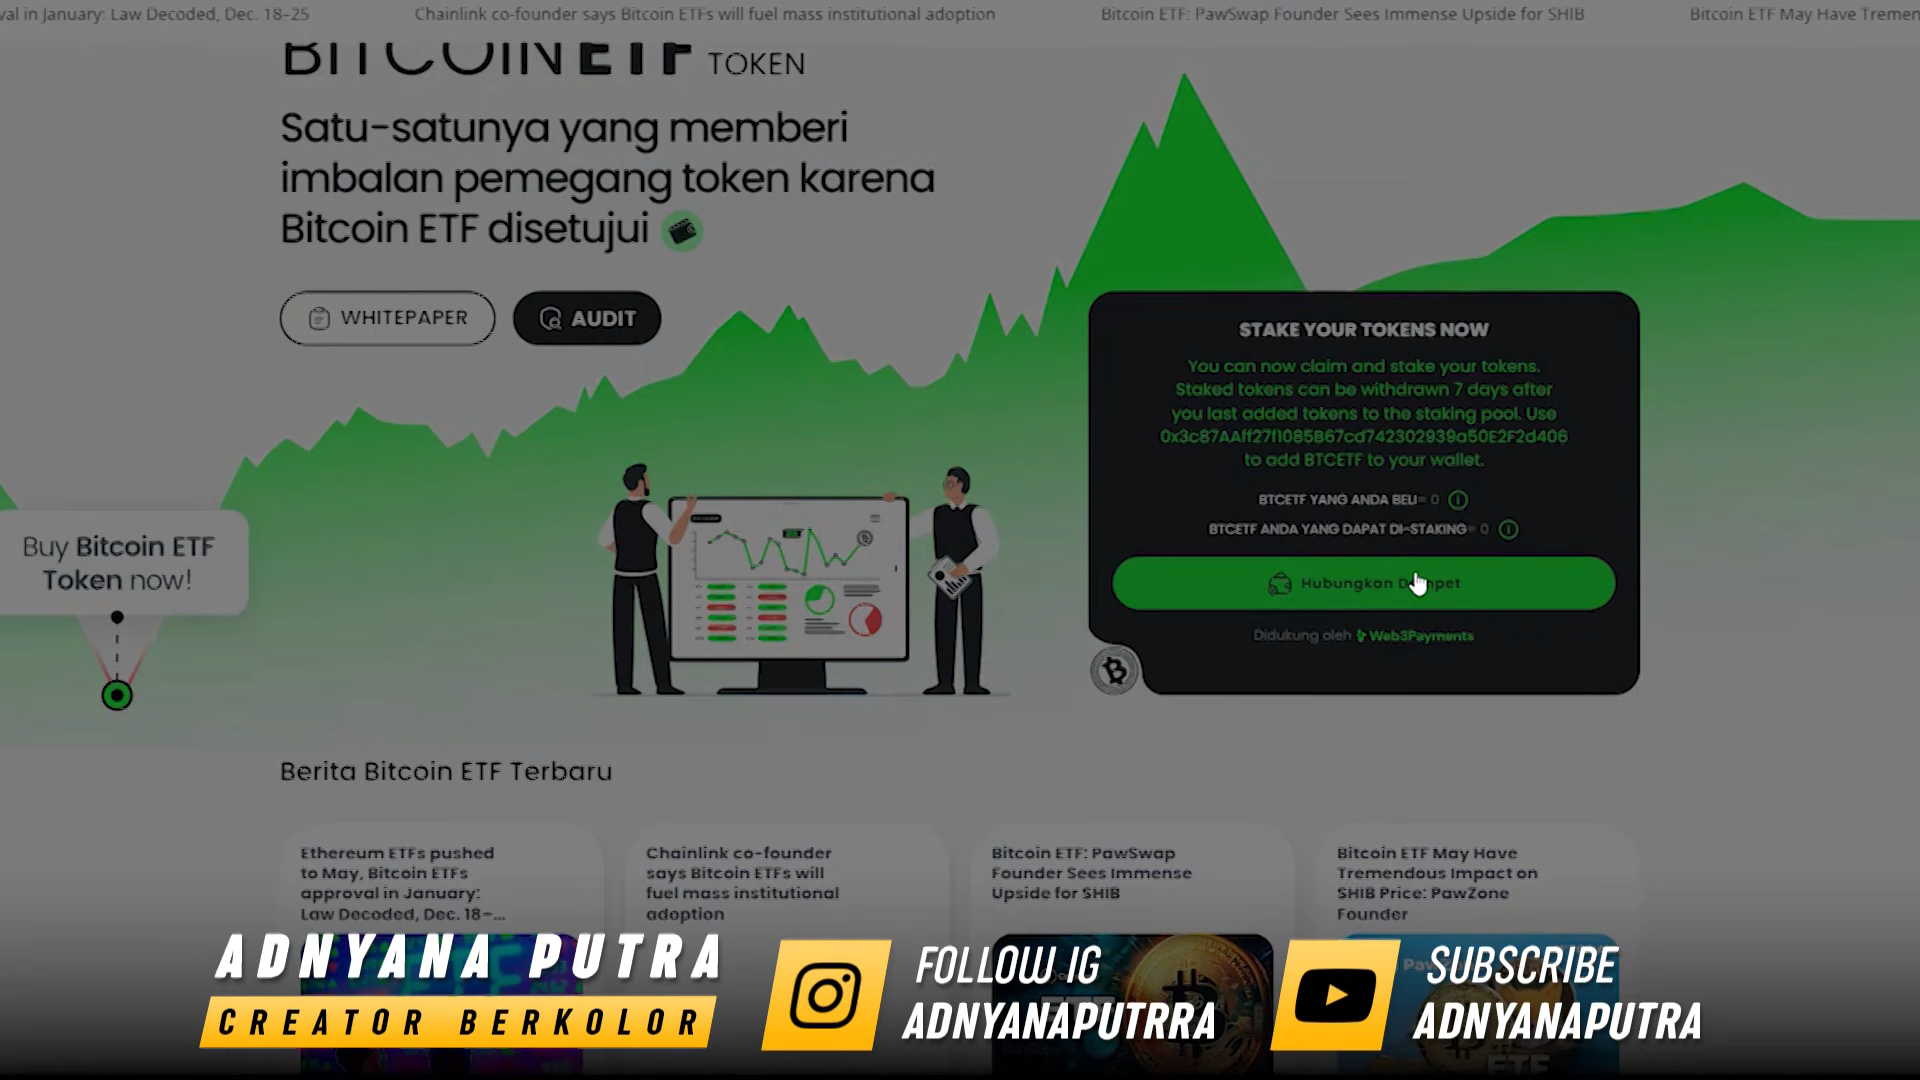 val in January: Law Decoded, Dec. 18-25
Chainlink co-founder says Bitcoin ETFs will fuel mass institutional adoption
Bitcoin ETF: PawSwap Founder Sees Immense Upside for SHIB
Bitcoin ETF May Have Tremen
BITCOINETF TOKEN
Satu-satunya yang memberi
imbalan pemegang token karena
Bitcoin ETF disetujui
WHITEPAPER
AUDIT
STAKE YOUR TOKENS NOW
You can now claim and stake your tokens.
Staked tokens can be withdrawn 7 days after
you last added tokens to the staking pool. Use
0x3c87AAff27f1085B67cd742302939a50E2F2d406
to add BTCETF to your wallet.
BTCETF YANG ANDA BELI= 0
BTCETF ANDA YANG DAPAT DI-STAKING= 0
Hubungkan Dompet
Didukung oleh Web3Payments
Buy Bitcoin ETF
Token now!
Berita Bitcoin ETF Terbaru
Ethereum ETFs pushed
to May, Bitcoin ETFs
approval in January:
Law Decoded, Dec. 18–...
Chainlink co-founder
says Bitcoin ETFs will
fuel mass institutional
adoption
Bitcoin ETF: PawSwap
Founder Sees Immense
Upside for SHIB
Bitcoin ETF May Have
Tremendous Impact on
SHIB Price: PawZone
Founder
ADNYANA PUTRA
CREATOR BERKOLOR
FOLLOW IG
ADNYANAPUTRRA
SUBSCRIBE
ADNYANAPUTRA
ETF